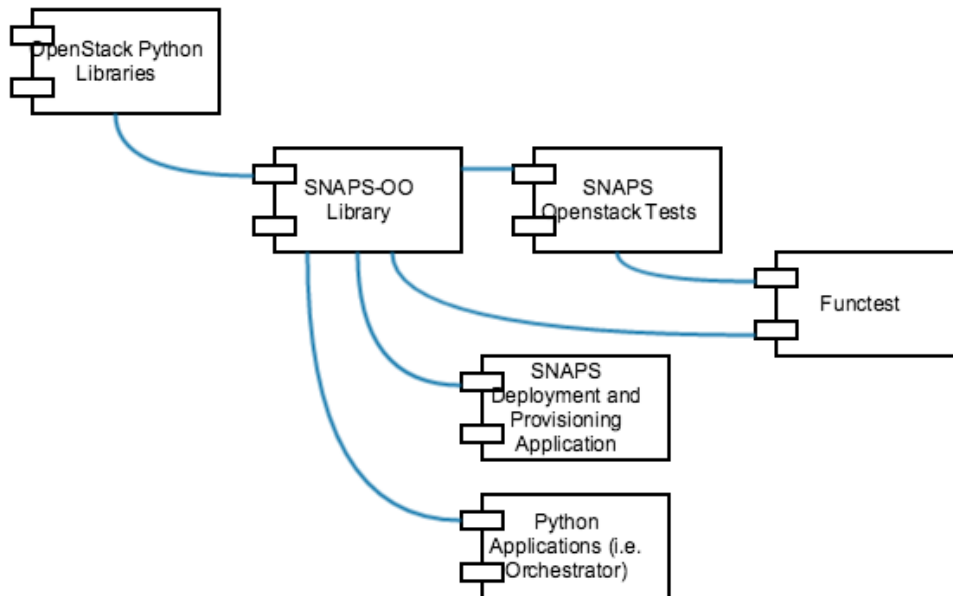 OpenStack Python
Libraries
SNAPS-OO
Library
SNAPS
Openstack Tests
Functest
SNAPS
Deployment and
Provisioning
Application
Python
Applications (i.e.
Orchestrator)